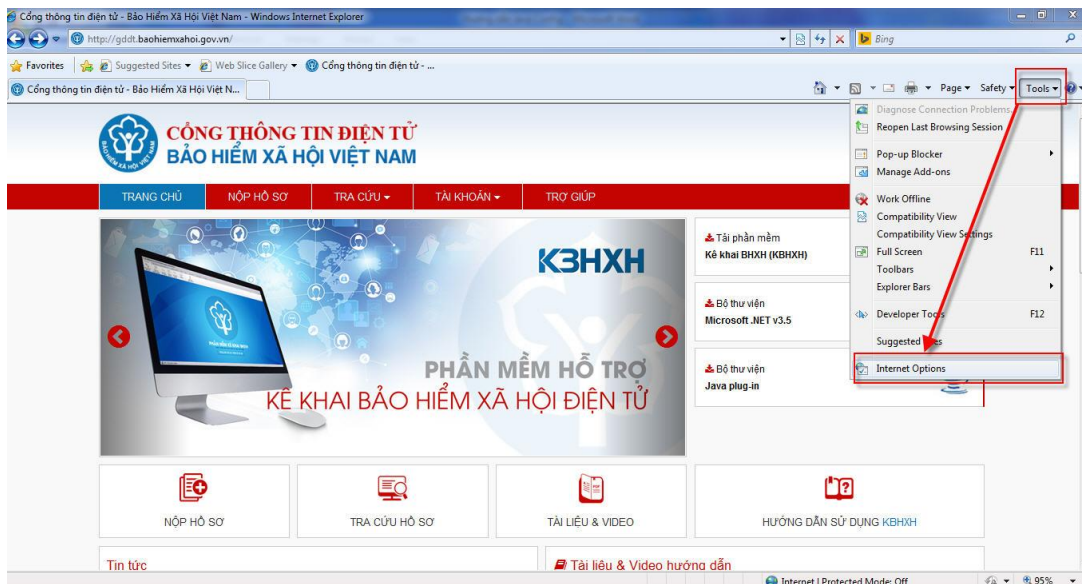 Cổng thông tin điện tử - Bảo Hiểm Xã Hội Việt Nam - Windows Internet Explorer
http://gddt.baohiemxahoi.gov.vn/
Bing
Favorites Suggested Sites Web Slice Gallery Cổng thông tin điện tử - ...
Cổng thông tin điện tử - Bảo Hiểm Xã Hội Việt N...
Page Safety Tools
Diagnose Connection Problems...
Reopen Last Browsing Session
Pop-up Blocker
Manage Add-ons
Work Offline
Compatibility View
Compatibility View Settings
Full Screen F11
Toolbars
Explorer Bars
Developer Tools F12
Suggested
Internet Options
CỔNG THÔNG TIN ĐIỆN TỬ
BẢO HIỂM XÃ HỘI VIỆT NAM
TRANG CHỦ NỘP HỒ SƠ TRA CỨU TÀI KHOẢN TRỢ GIÚP
KBHXH
PHẦN MỀM HỖ TRỢ
KÊ KHAI BẢO HIỂM XÃ HỘI ĐIỆN TỬ
Tải phần mềm
Kê khai BHXH (KBHXH)
Bộ thư viện
Microsoft .NET v3.5
Bộ thư viện
Java plug-in
NỘP HỒ SƠ
TRA CỨU HỒ SƠ
TÀI LIỆU & VIDEO
HƯỚNG DẪN SỬ DỤNG KBHXH
Tin tức
Tài liệu & Video hướng dẫn
Internet | Protected Mode: Off 95%